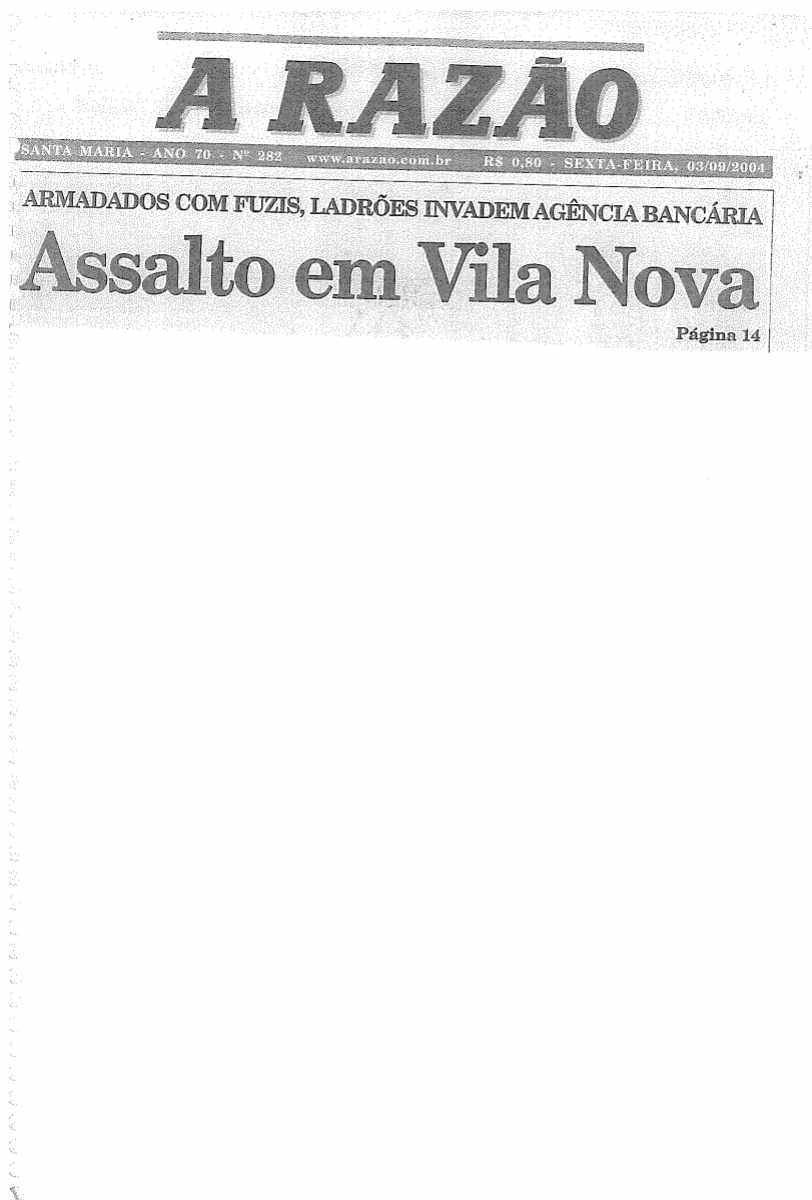 A RAZÃO
SANTA MARIA - ANO 70 - Nº 282 www.arazao.com.br R$ 0,80 - SEXTA-FEIRA, 03/09/2004
ARMADADOS COM FUZIS, LADRÕES INVADEM AGÊNCIA BANCÁRIA
Assalto em Vila Nova
Página 14